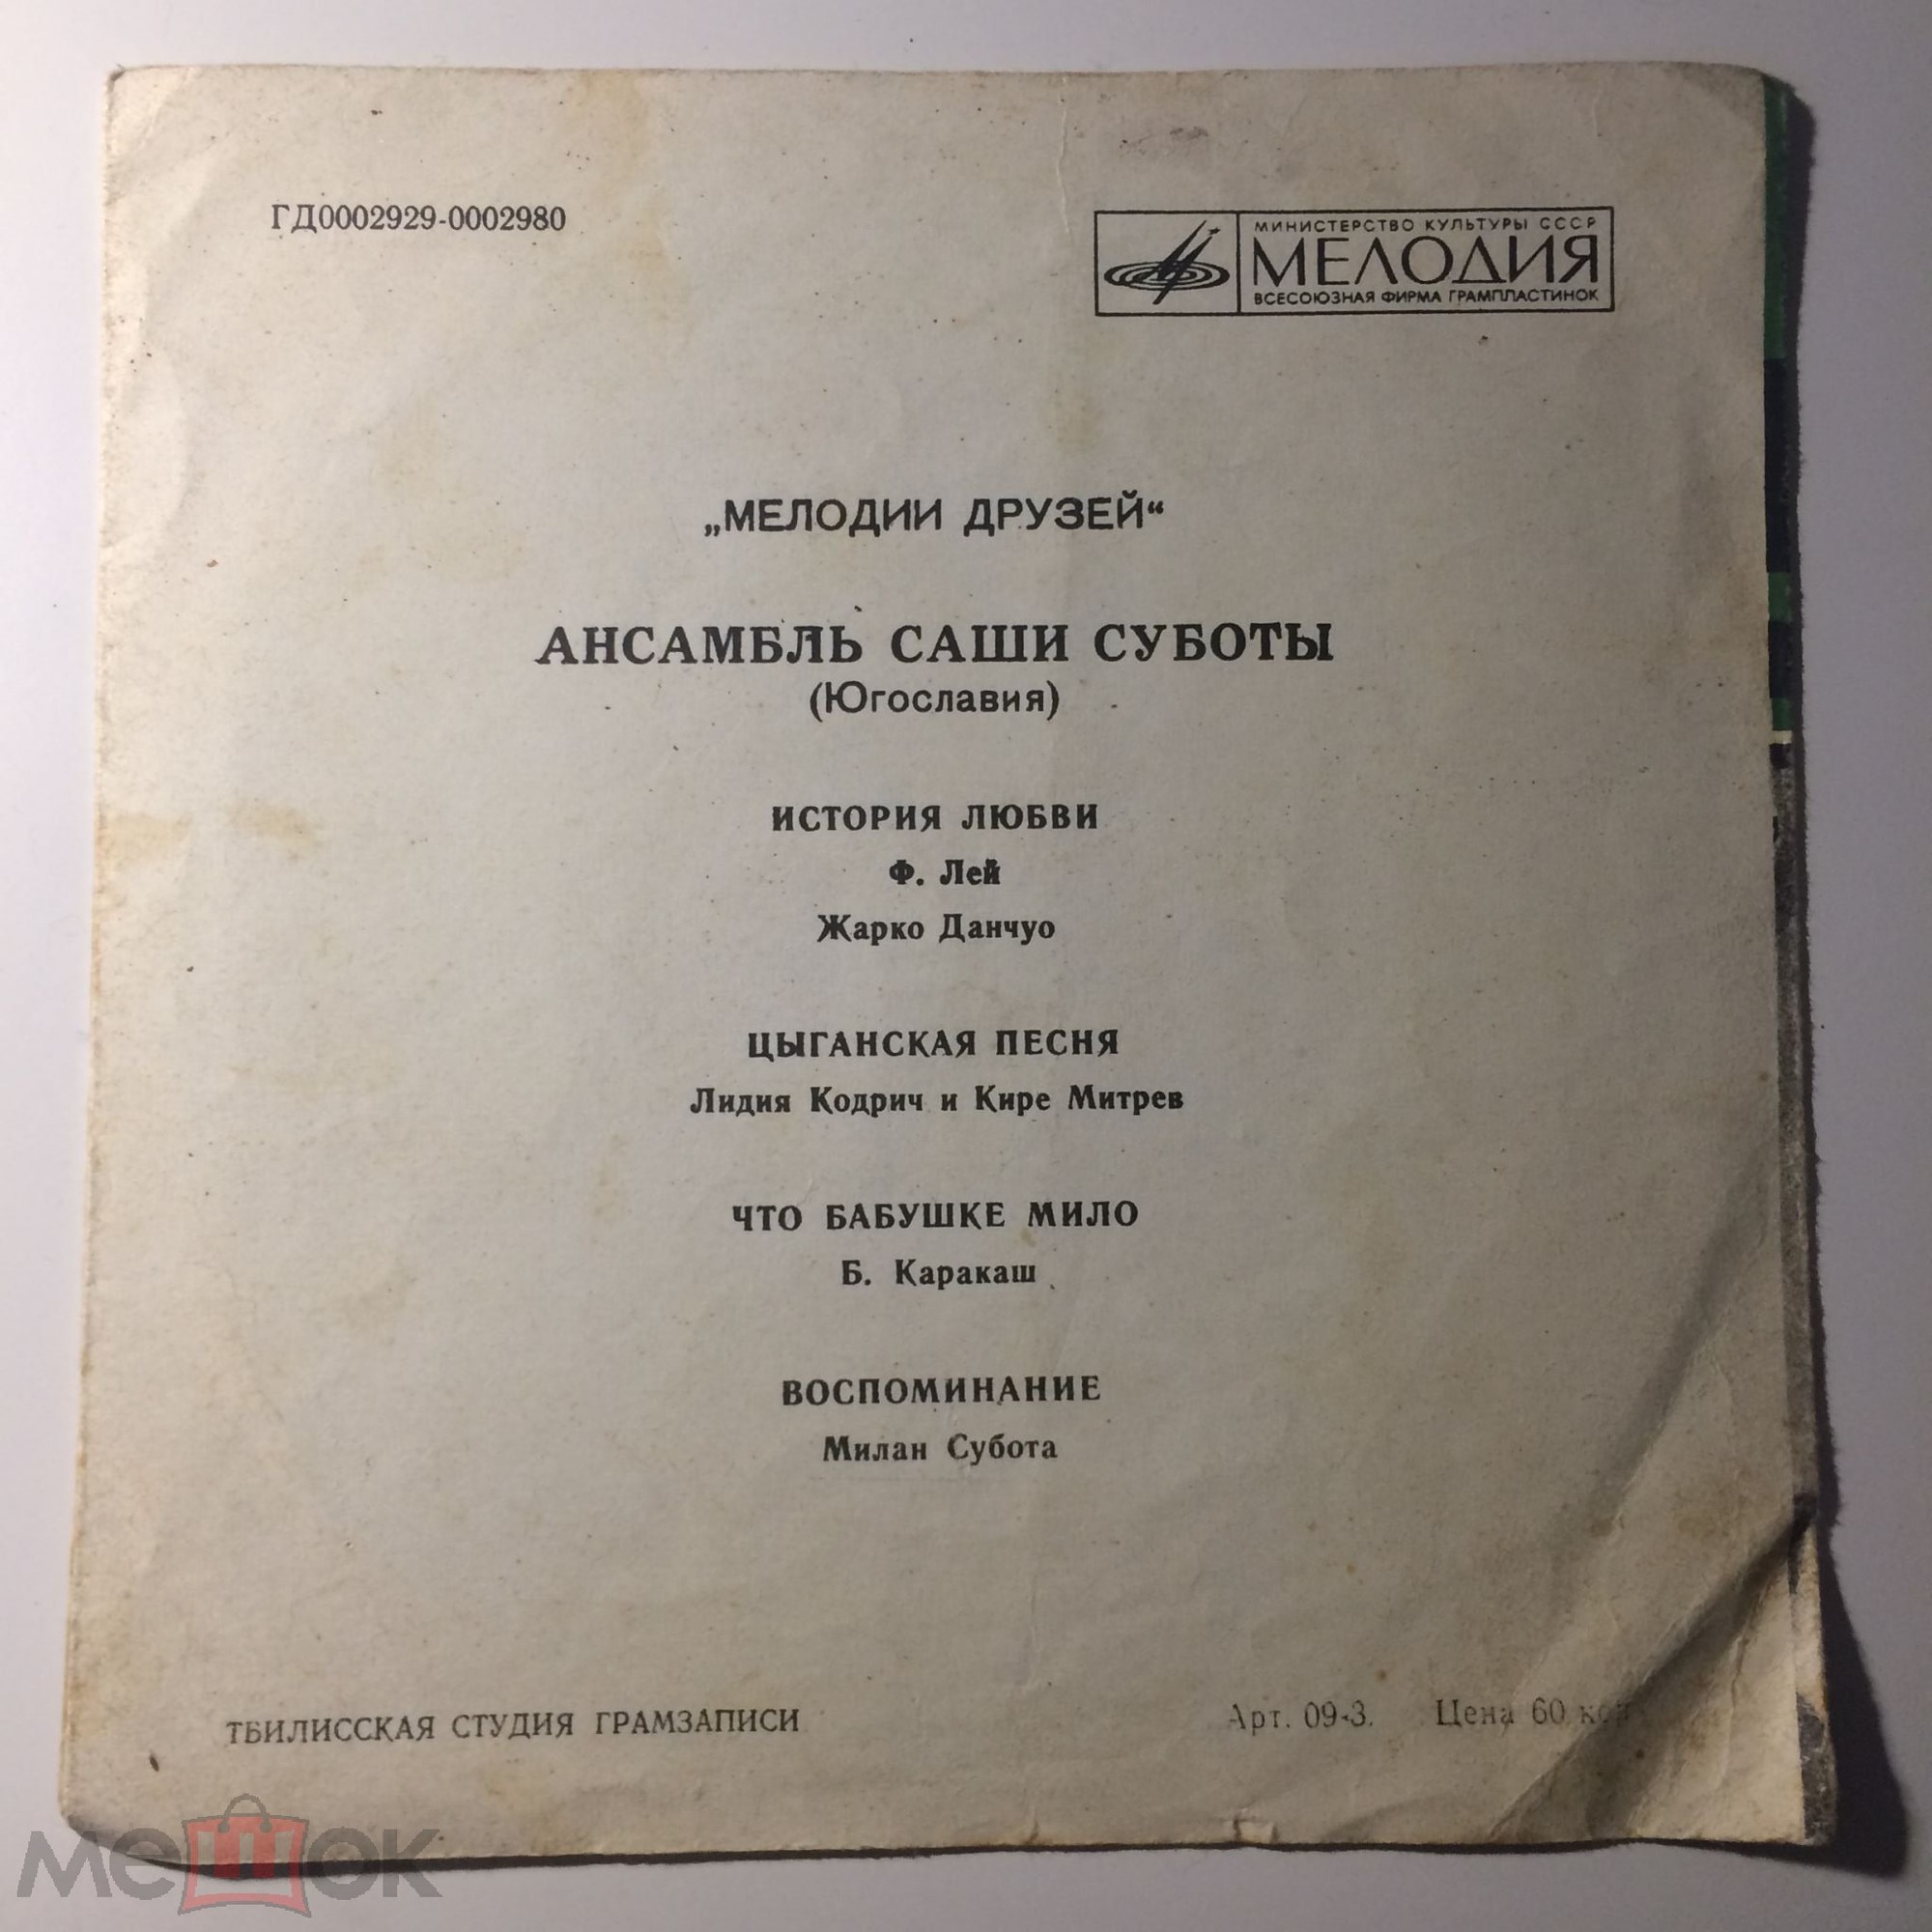 ГД0002929-0002980
МИНИСТЕРСТВО КУЛЬТУРЫ СССР
МЕЛОДИЯ
ВСЕСОЮЗНАЯ ФИРМА ГРАМПЛАСТИНОК
„МЕЛОДИИ ДРУЗЕЙ“
АНСАМБЛЬ САШИ СУБОТЫ
(Югославия)
ИСТОРИЯ ЛЮБВИ
Ф. Лей
Жарко Данчуо
ЦЫГАНСКАЯ ПЕСНЯ
Лидия Кодрич и Кире Митрев
ЧТО БАБУШКЕ МИЛО
Б. Каракаш
ВОСПОМИНАНИЕ
Милан Субота
ТБИЛИССКАЯ СТУДИЯ ГРАМЗАПИСИ
Арт. 09-3. Цена 60 коп
мешок